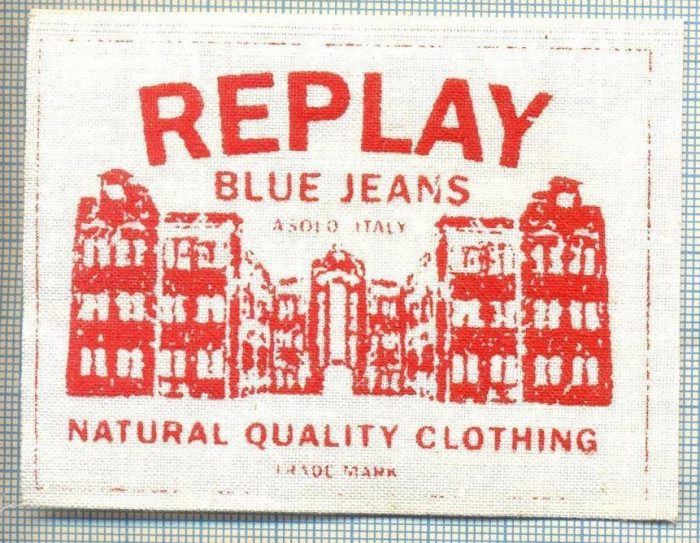 REPLAY
BLUE JEANS
ASOLO ITALY
NATURAL QUALITY CLOTHING
TRADE MARK